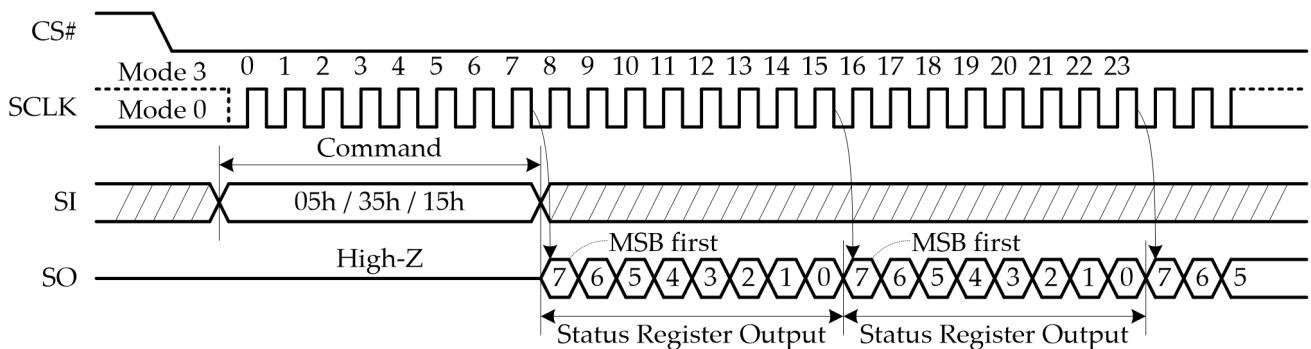 CS#
Mode 3
0 1 2 3 4 5 6 7 8 9 10 11 12 13 14 15 16 17 18 19 20 21 22 23
SCLK
Mode 0
Command
SI
05h / 35h / 15h
High-Z
MSB first
MSB first
SO
7 6 5 4 3 2 1 0 7 6 5 4 3 2 1 0 7 6 5
Status Register Output
Status Register Output